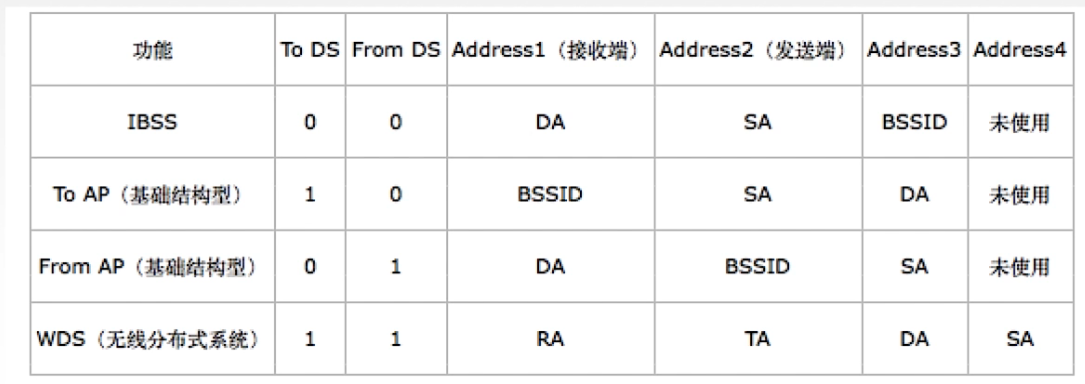 功能 To DS From DS Address1（接收端） Address2（发送端） Address3 Address4
IBSS 0 0 DA SA BSSID 未使用
To AP（基础结构型） 1 0 BSSID SA DA 未使用
From AP（基础结构型） 0 1 DA BSSID SA 未使用
WDS（无线分布式系统） 1 1 RA TA DA SA